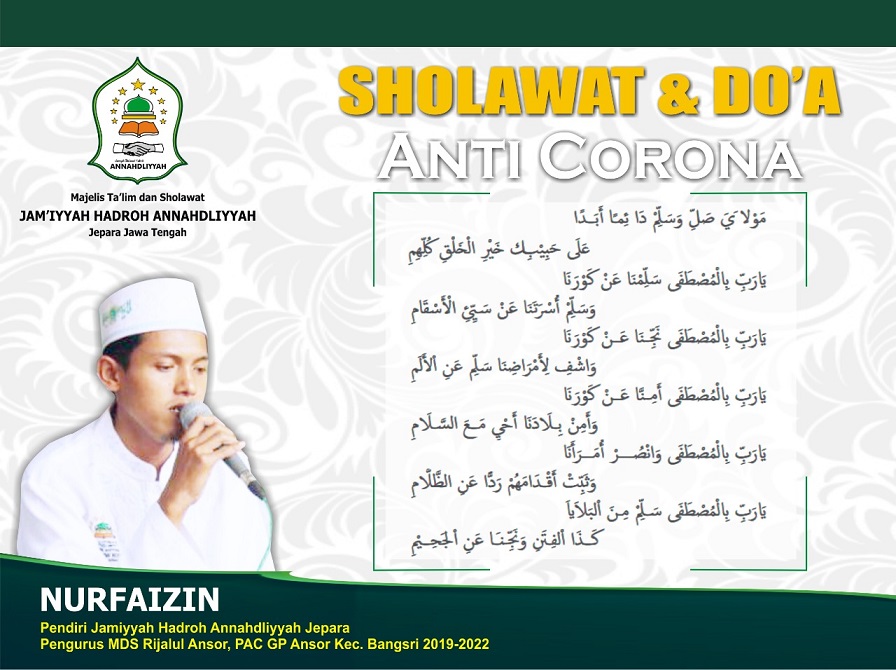 SHOLAWAT & DO'A
ANTI CORONA
ANNAHDLIYYAH
Majelis Ta'lim dan Sholawat
JAM'IYYAH HADROH ANNAHDLIYYAH
Jepara Jawa Tengah
مَوْلَايَ صَلِّ وَسَلِّمْ دَا ئِمًا أَبَدًا
عَلَى حَبِيْبِكَ خَيْرِ الْخَلْقِ كُلِّهِمِ
يَارَبِّ بِالْمُصْطَفَى سَلِّمْنَا عَنْ كَوْرَنَا
وَسَلِّمْ أُسْرَتَنَا عَنْ سَيِّئِ الْأَسْقَامِ
يَارَبِّ بِالْمُصْطَفَى نَجِّنَا عَنْ كَوْرَنَا
وَاشْفِ لِأَمْرَاضِنَا سَلِّمْ عَنِ الْأَلَمِ
يَارَبِّ بِالْمُصْطَفَى أَمِنَّا عَنْ كَوْرَنَا
وَأَمِنْ بِلَادَنَا أَحْيِ مَعَ السَّلَامِ
يَارَبِّ بِالْمُصْطَفَى وَانْصُرْ أُمَرَأَنَا
وَثَبِّتْ أَقْدَامَهُمْ رَدًّا عَنِ الظَّلَّامِ
يَارَبِّ بِالْمُصْطَفَى سَلِّمْ مِنَ الْبَلَايَا
كَذَا الْفِتَنِ وَنَجِّنَا عَنِ الْجَحِيْمِ
NURFAIZIN
Pendiri Jamiyyah Hadroh Annahdliyyah Jepara
Pengurus MDS Rijalul Ansor, PAC GP Ansor Kec. Bangsri 2019-2022